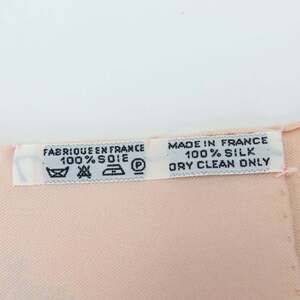 FABRIQUE EN FRANCE
100% SOIE
MADE IN FRANCE
100% SILK
DRY CLEAN ONLY